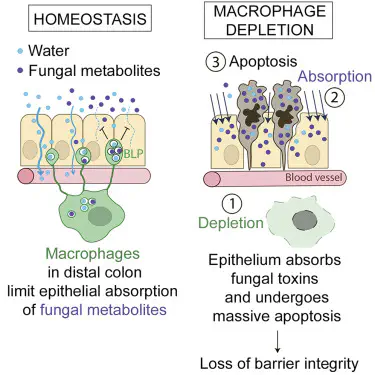 HOMEOSTASIS
Water
Fungal metabolites
BLP
Macrophages
in distal colon
limit epithelial absorption
of fungal metabolites
MACROPHAGE
DEPLETION
③ Apoptosis
Absorption
②
Blood vessel
①
Depletion
Epithelium absorbs
fungal toxins
and undergoes
massive apoptosis
Loss of barrier integrity